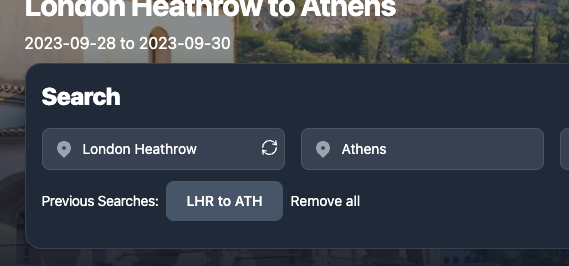 London Heathrow to Athens
2023-09-28 to 2023-09-30
Search
London Heathrow
Athens
Previous Searches: LHR to ATH Remove all